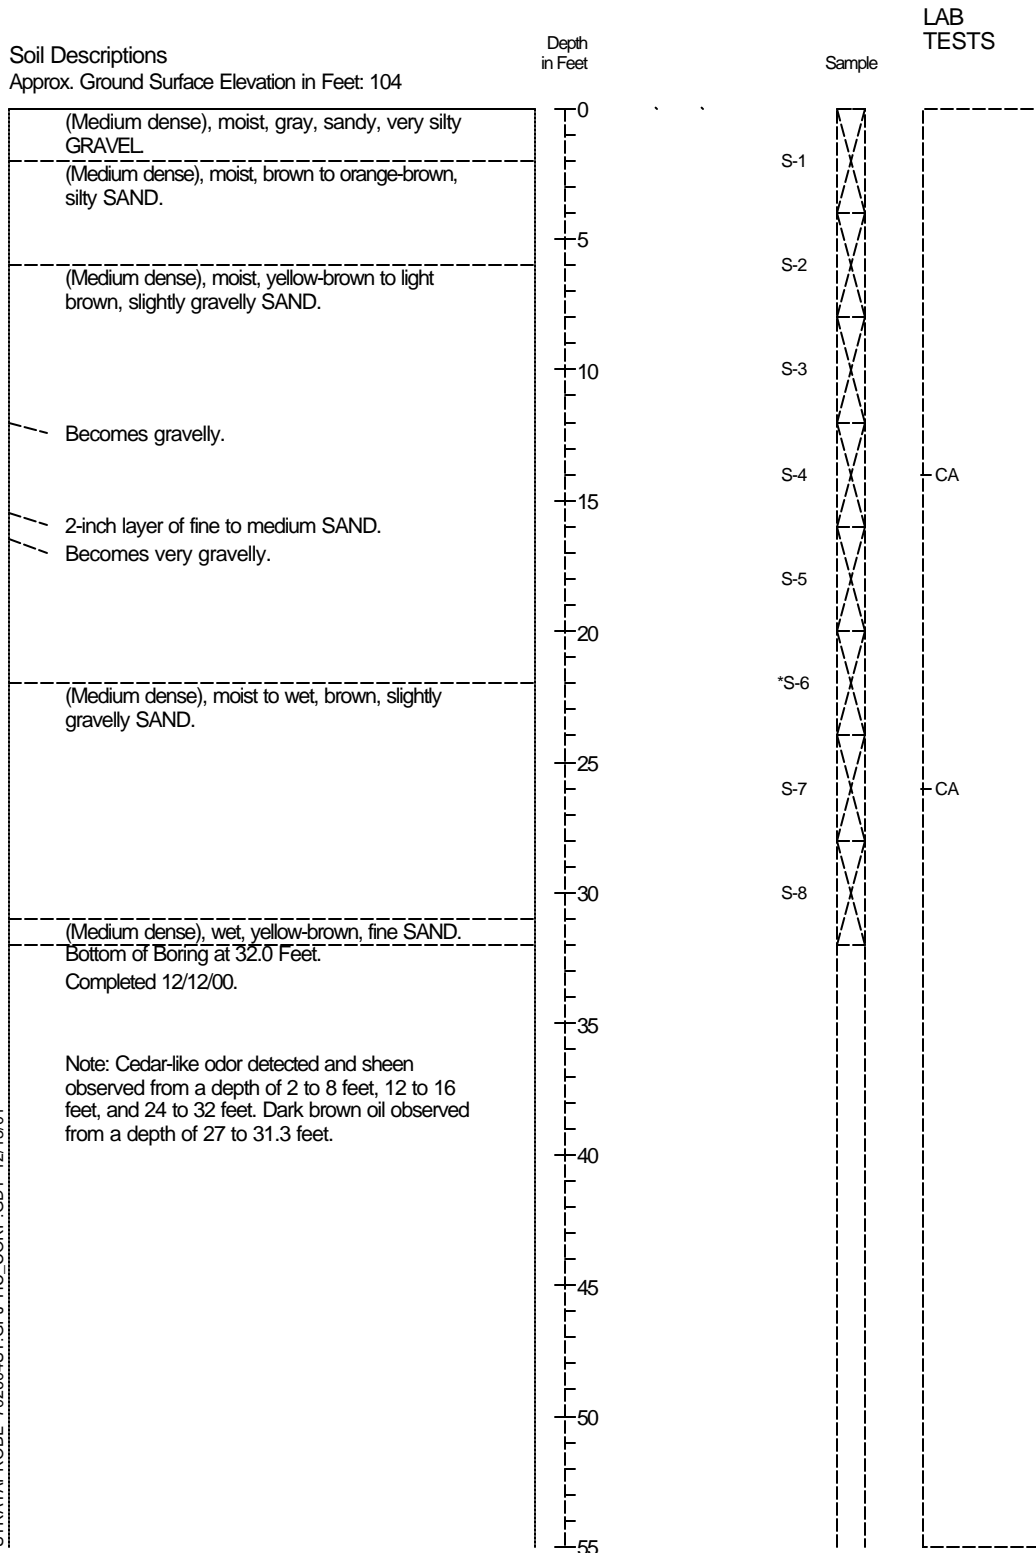 LAB
TESTS
Soil Descriptions
Approx. Ground Surface Elevation in Feet: 104
Depth
in Feet
Sample
(Medium dense), moist, gray, sandy, very silty
GRAVEL.
(Medium dense), moist, brown to orange-brown,
silty SAND.
(Medium dense), moist, yellow-brown to light
brown, slightly gravelly SAND.
Becomes gravelly.
2-inch layer of fine to medium SAND.
Becomes very gravelly.
(Medium dense), moist to wet, brown, slightly
gravelly SAND.
(Medium dense), wet, yellow-brown, fine SAND.
Bottom of Boring at 32.0 Feet.
Completed 12/12/00.
Note: Cedar-like odor detected and sheen
observed from a depth of 2 to 8 feet, 12 to 16
feet, and 24 to 32 feet. Dark brown oil observed
from a depth of 27 to 31.3 feet.
0
5
10
15
20
25
30
35
40
45
50
55
S-1
S-2
S-3
S-4
S-5
*S-6
S-7
S-8
CA
CA